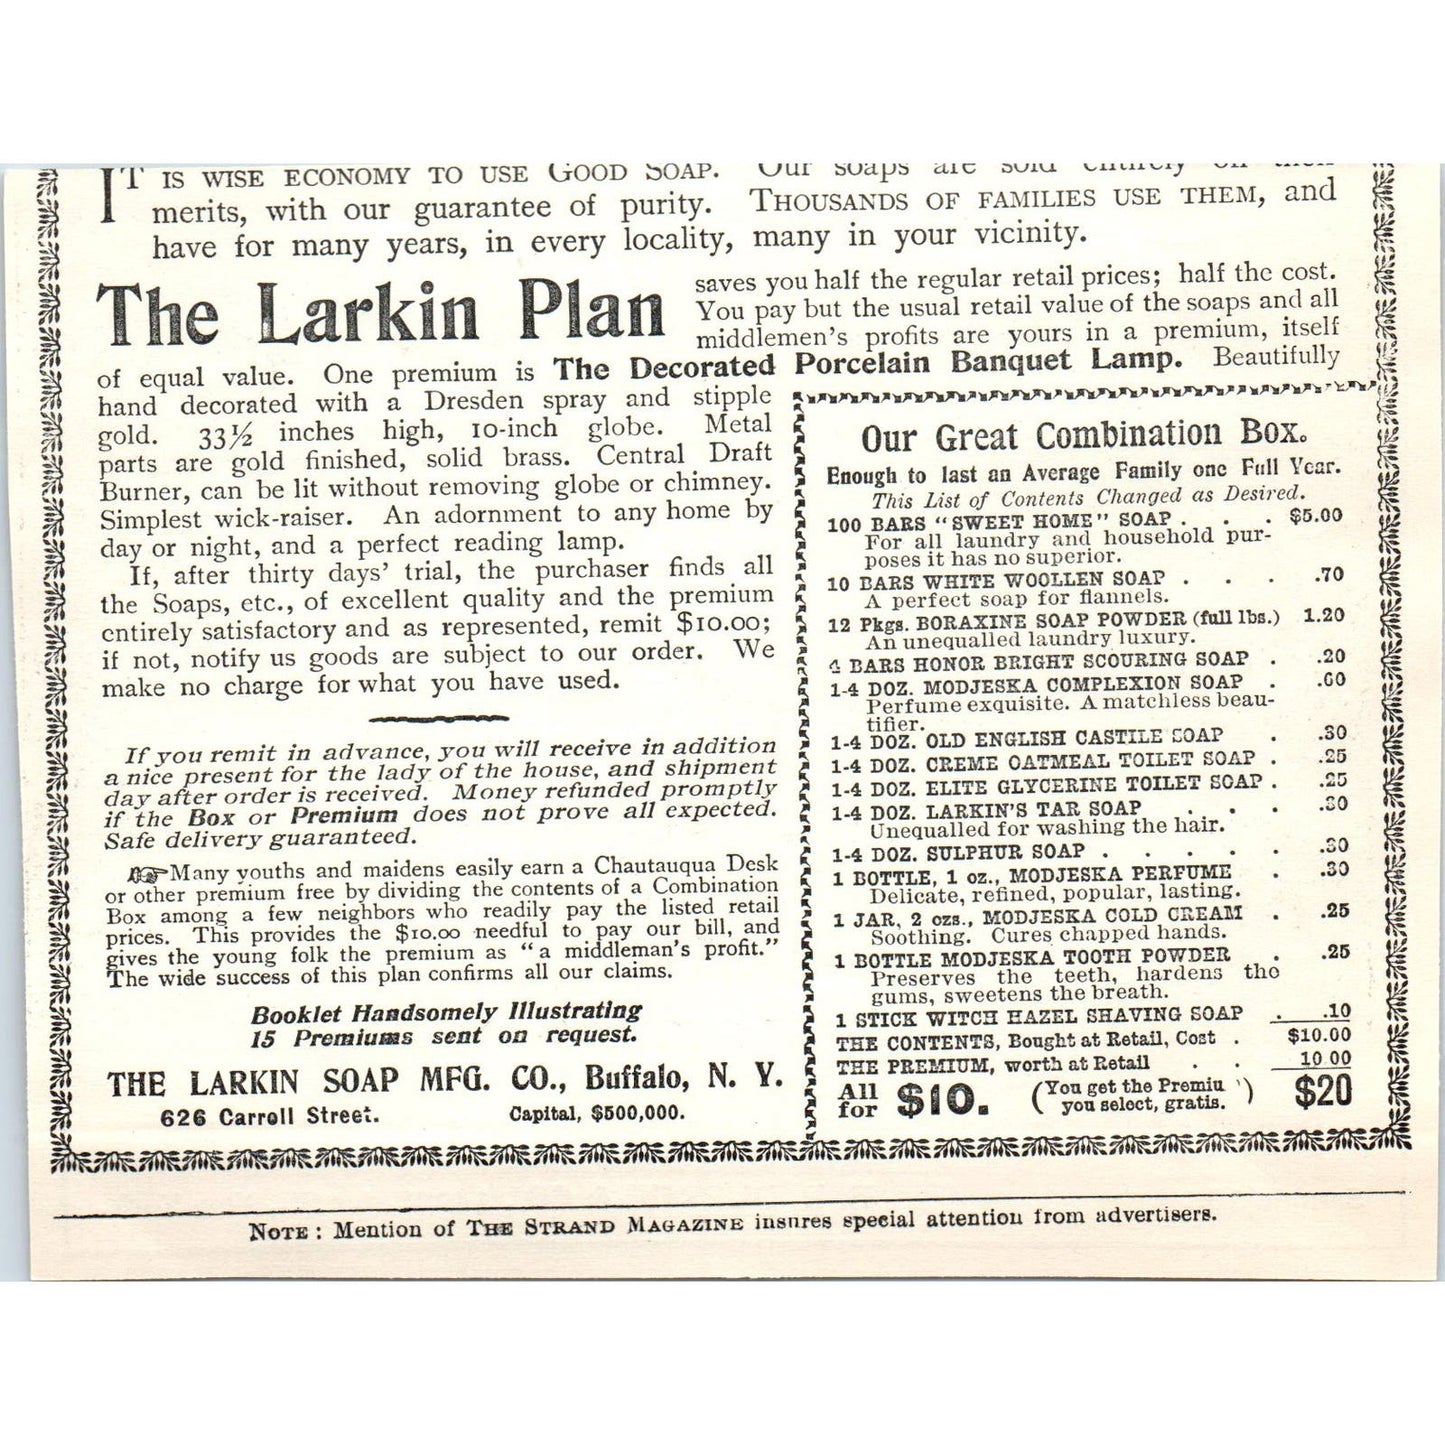 IT IS WISE ECONOMY TO USE GOOD SOAP. Our soaps are sold entirely on their
merits, with our guarantee of purity. THOUSANDS OF FAMILIES USE THEM, and
have for many years, in every locality, many in your vicinity.
The Larkin Plan
saves you half the regular retail prices; half the cost.
You pay but the usual retail value of the soaps and all
middlemen's profits are yours in a premium, itself
of equal value. One premium is The Decorated Porcelain Banquet Lamp. Beautifully
hand decorated with a Dresden spray and stipple
gold. 33½ inches high, 10-inch globe. Metal
parts are gold finished, solid brass. Central Draft
Burner, can be lit without removing globe or chimney.
Simplest wick-raiser. An adornment to any home by
day or night, and a perfect reading lamp.
If, after thirty days' trial, the purchaser finds all
the Soaps, etc., of excellent quality and the premium
entirely satisfactory and as represented, remit $10.00;
if not, notify us goods are subject to our order. We
make no charge for what you have used.
If you remit in advance, you will receive in addition
a nice present for the lady of the house, and shipment
day after order is received. Money refunded promptly
if the Box or Premium does not prove all expected.
Safe delivery guaranteed.
☞Many youths and maidens easily earn a Chautauqua Desk
or other premium free by dividing the contents of a Combination
Box among a few neighbors who readily pay the listed retail
prices. This provides the $10.00 needful to pay our bill, and
gives the young folk the premium as "a middleman's profit."
The wide success of this plan confirms all our claims.
Booklet Handsomely Illustrating
15 Premiums sent on request.
THE LARKIN SOAP MFG. CO., Buffalo, N. Y.
626 Carroll Street. Capital, $500,000.
Our Great Combination Box.
Enough to last an Average Family one Full Year.
This List of Contents Changed as Desired.
100 BARS "SWEET HOME" SOAP . . . $5.00
For all laundry and household pur-
poses it has no superior.
10 BARS WHITE WOOLLEN SOAP . . . .70
A perfect soap for flannels.
12 Pkgs. BORAXINE SOAP POWDER (full lbs.) 1.20
An unequalled laundry luxury.
4 BARS HONOR BRIGHT SCOURING SOAP . .20
1-4 DOZ. MODJESKA COMPLEXION SOAP . .60
Perfume exquisite. A matchless beau-
tifier.
1-4 DOZ. OLD ENGLISH CASTILE SOAP . .30
1-4 DOZ. CREME OATMEAL TOILET SOAP . .25
1-4 DOZ. ELITE GLYCERINE TOILET SOAP . .25
1-4 DOZ. LARKIN'S TAR SOAP . . . .30
Unequalled for washing the hair.
1-4 DOZ. SULPHUR SOAP . . . . . .30
1 BOTTLE, 1 oz., MODJESKA PERFUME . .30
Delicate, refined, popular, lasting.
1 JAR, 2 ozs., MODJESKA COLD CREAM . .25
Soothing. Cures chapped hands.
1 BOTTLE MODJESKA TOOTH POWDER . .25
Preserves the teeth, hardens the
gums, sweetens the breath.
1 STICK WITCH HAZEL SHAVING SOAP . .10
THE CONTENTS, Bought at Retail, Cost . $10.00
THE PREMIUM, worth at Retail . . 10.00
All for $10. (You get the Premium you select, gratis.) $20
NOTE: Mention of THE STRAND MAGAZINE insures special attention from advertisers.